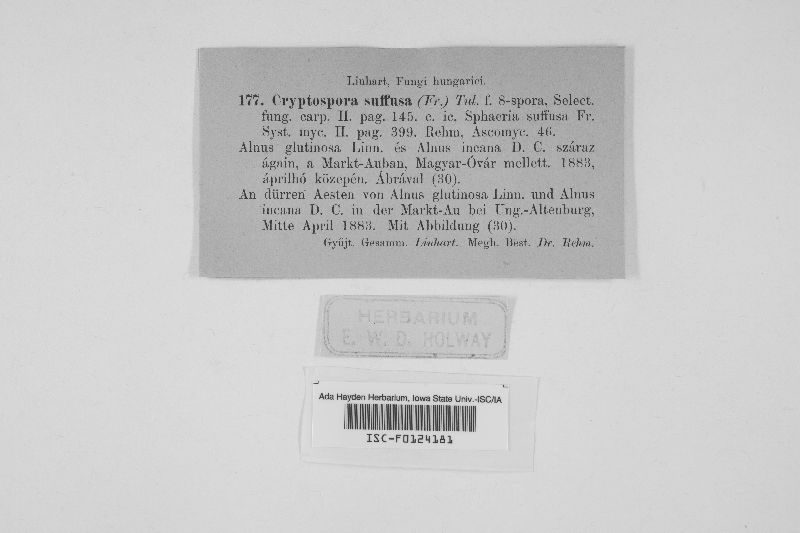 Linhart, Fungi hungarici.
177. Cryptospora suffusa (Fr.) Tul. f. 8-spora, Select.
fung. carp. II. pag. 145. c. ic. Sphaeria suffusa Fr.
Syst. myc. II. pag. 399. Rehm, Ascomyc. 46.
Alnus glutinosa Linn. és Alnus incana D. C. száraz
ágain, a Markt-Auban, Magyar-Óvár mellett. 1883,
áprilhó közepén. Ábrával (30).
An dürren Aesten von Alnus glutinosa Linn. und Alnus
incana D. C. in der Markt-Au bei Ung.-Altenburg,
Mitte April 1883. Mit Abbildung (30).
Gyűjt. Gesamm. Linhart. Megh. Best. Dr. Rehm.
HERBARIUM
E. W. D. HOLWAY
Ada Hayden Herbarium, Iowa State Univ.-ISC/IA
ISC-F0124181